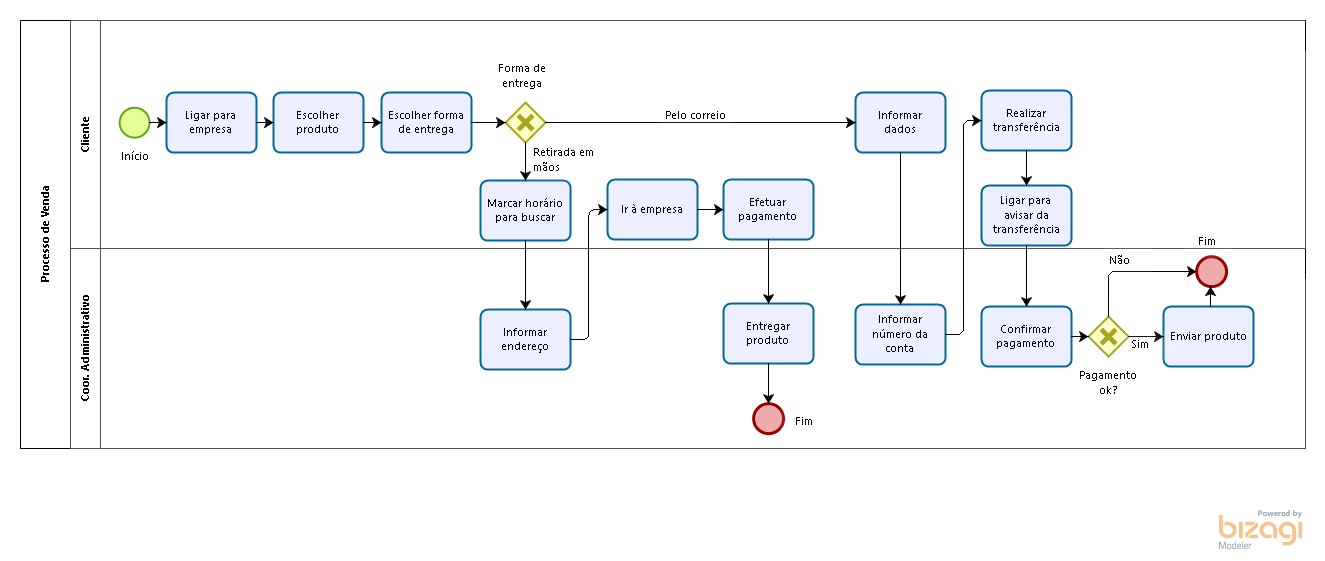 Processo de Venda
Cliente
Início
Ligar para
empresa
Escolher
produto
Escolher forma
de entrega
Forma de
entrega
Pelo correio
Retirada em
mãos
Marcar horário
para buscar
Ir à empresa
Efetuar
pagamento
Informar
dados
Realizar
transferência
Ligar para
avisar da
transferência
Coor. Administrativo
Informar
endereço
Entregar
produto
Fim
Informar
número da
conta
Confirmar
pagamento
Pagamento
ok?
Não
Sim
Enviar produto
Fim
Powered by
bizagi
Modeler